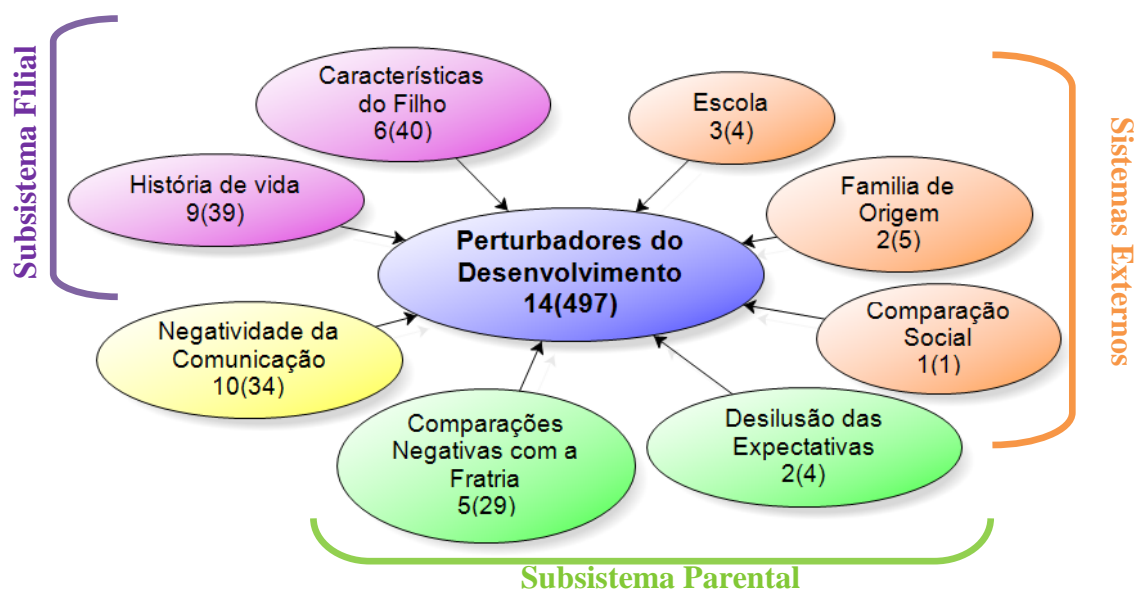 Subsistema Filial
Características
do Filho
6(40)
História de vida
9(39)
Escola
3(4)
Familia de
Origem
2(5)
Comparação
Social
1(1)
Sistemas Externos
Perturbadores do
Desenvolvimento
14(497)
Negatividade da
Comunicação
10(34)
Comparações
Negativas com a
Fratria
5(29)
Desilusão das
Expectativas
2(4)
Subsistema Parental